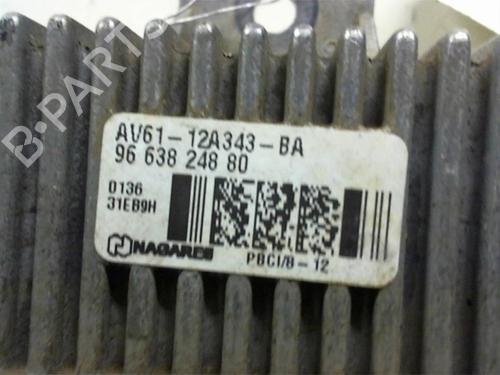 B-PARTS
AV61-12A343-BA
96 638 248 80
0136
31EB9H
NAGARES
PBCI/8-12